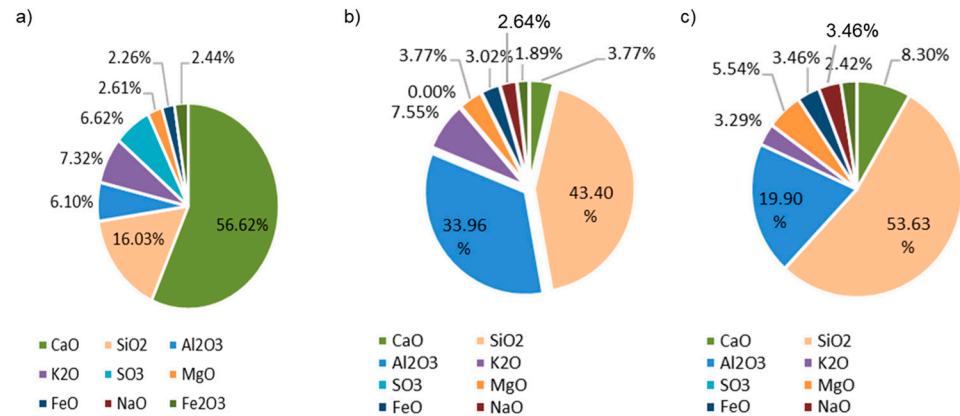 a)
2.26%
2.44%
2.61%
6.62%
7.32%
6.10%
16.03%
56.62%
CaO SiO2 Al2O3
K2O SO3 MgO
FeO NaO Fe2O3
b)
2.64%
3.77% 3.02% 1.89% 3.77%
0.00%
7.55%
33.96
%
43.40
%
CaO SiO2
Al2O3 K2O
SO3 MgO
FeO NaO
c)
3.46%
3.46% 2.42% 8.30%
5.54%
3.29%
19.90
%
53.63
%
CaO SiO2
Al2O3 K2O
SO3 MgO
FeO NaO